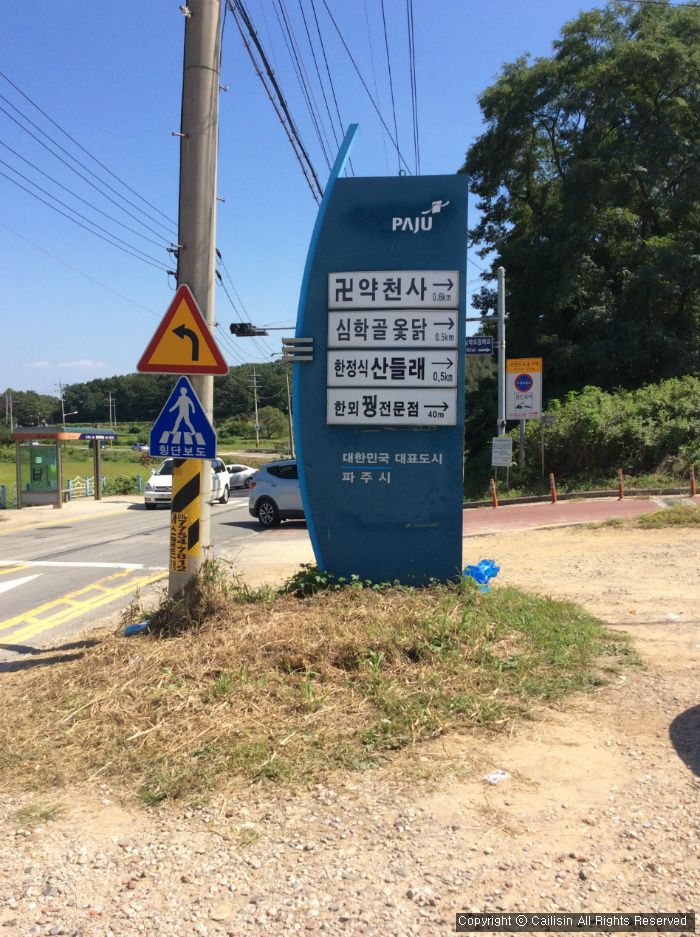 PAJU
卍약천사 → 0.6km
심학골 옻닭 → 0.5km
한정식 산들래 → 0.5km
한뫼 꿩전문점 → 40m
대한민국 대표도시
파주시
횡단보도
Copyright © Cailisin All Rights Reserved